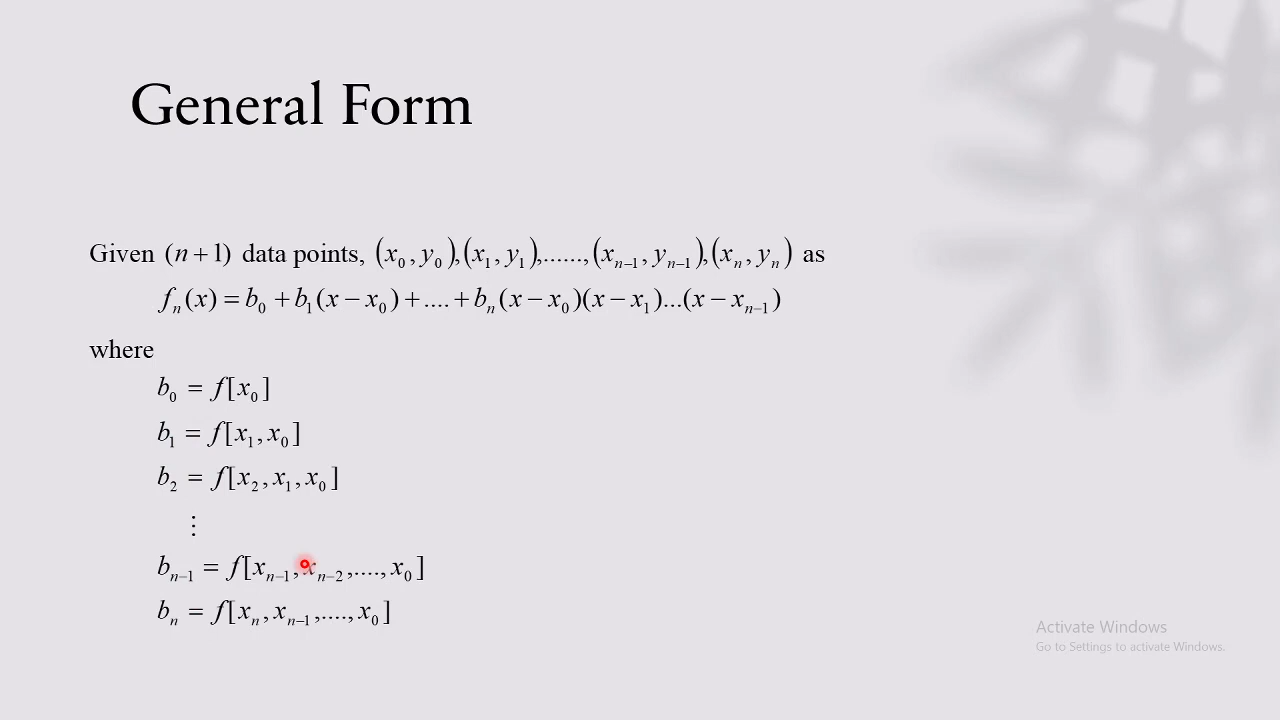 General Form
Given (n + 1) data points, (x₀, y₀),(x₁, y₁),......,(xₙ₋₁, yₙ₋₁),(xₙ, yₙ) as
fₙ(x) = b₀ + b₁(x − x₀) + .... + bₙ(x − x₀)(x − x₁)...(x − xₙ₋₁)
where
b₀ = f[x₀]
b₁ = f[x₁, x₀]
b₂ = f[x₂, x₁, x₀]
⋮
bₙ₋₁ = f[xₙ₋₁, xₙ₋₂,...., x₀]
bₙ = f[xₙ, xₙ₋₁,...., x₀]
Activate Windows
Go to Settings to activate Windows.